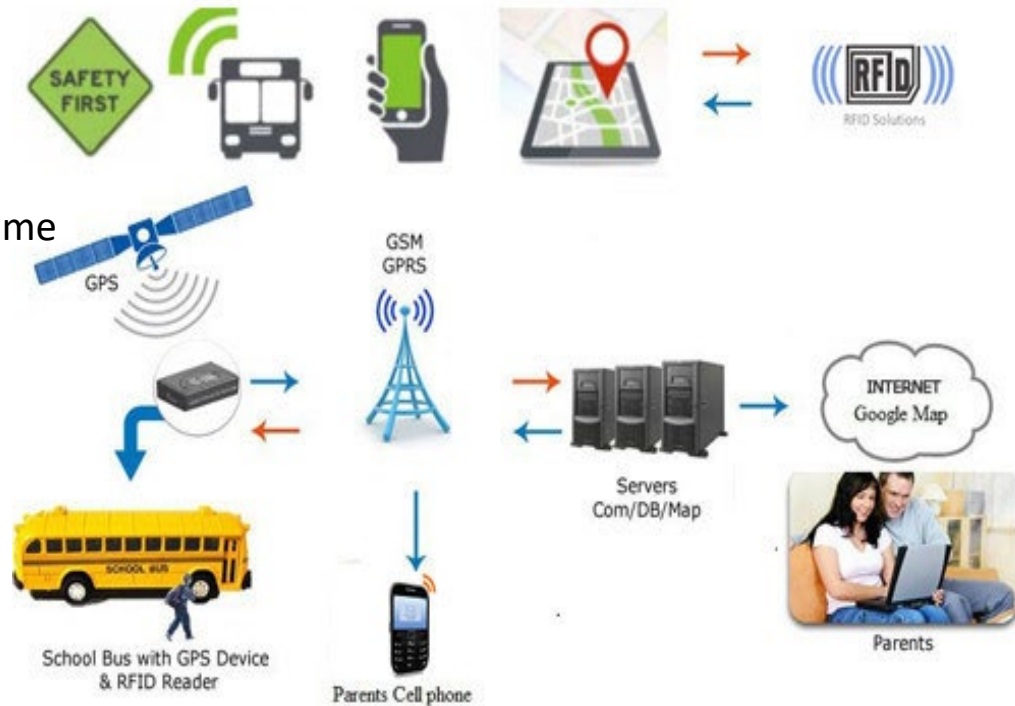 SAFETY
FIRST
RFID
RFID Solutions
me
GPS
GSM
GPRS
INTERNET
Google Map
Servers
Com/DB/Map
SCHOOL BUS
School Bus with GPS Device
& RFID Reader
Parents Cell phone
Parents